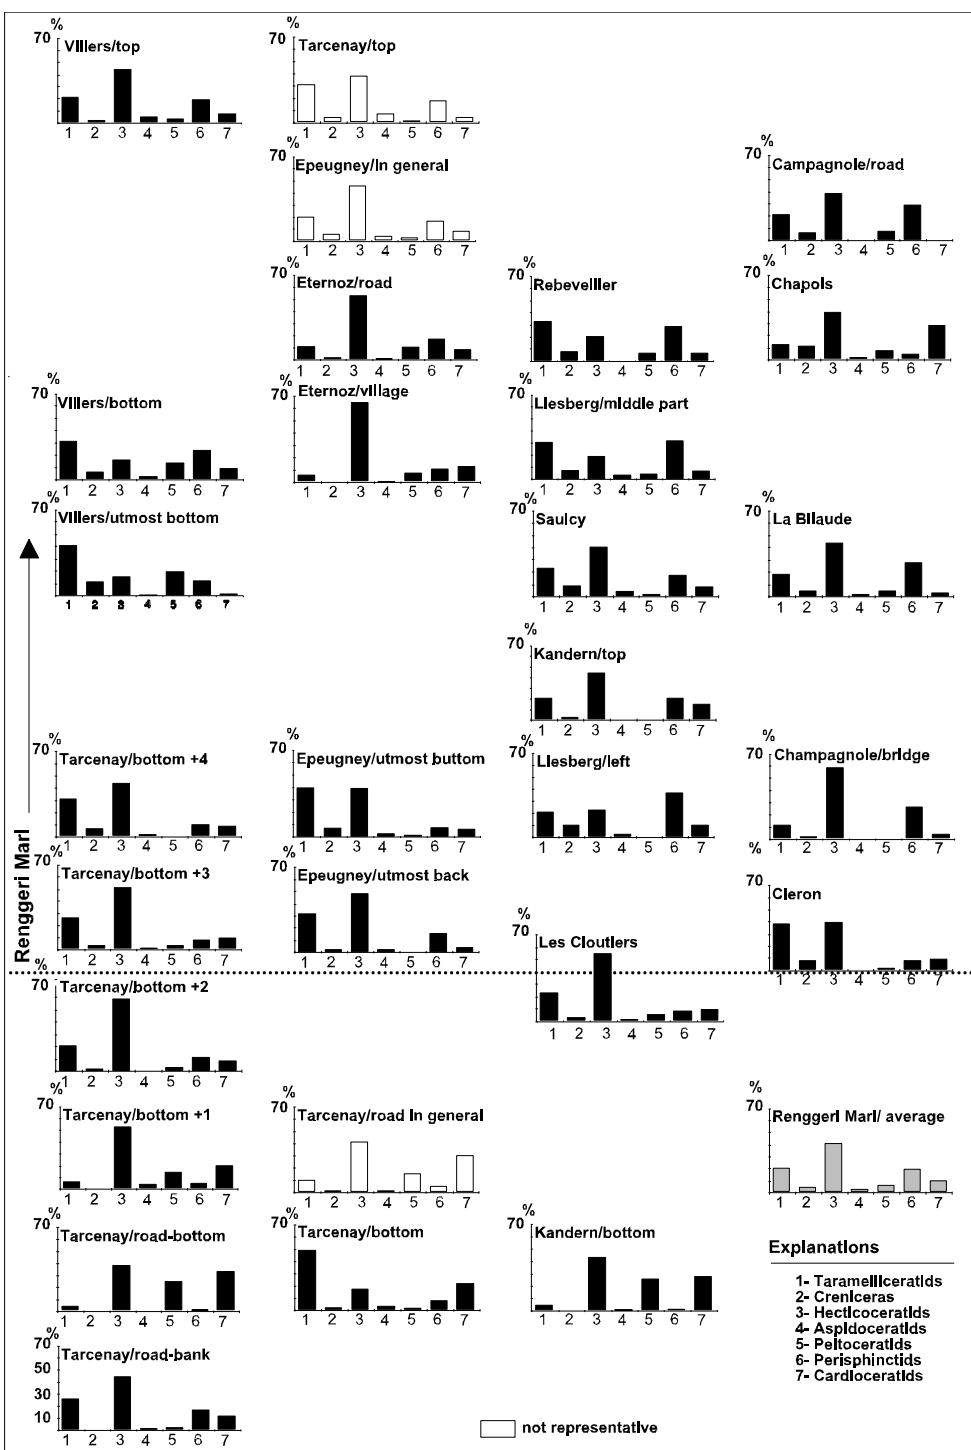 %
70
VIllers/top
1 2 3 4 5 6 7
%
70
Tarcenay/top
1 2 3 4 5 6 7
%
70
Epeugney/In general
1 2 3 4 5 6 7
%
70
Campagnole/road
1 2 3 4 5 6 7
%
70
Eternoz/road
1 2 3 4 5 6 7
%
70
RebevellIer
1 2 3 4 5 6 7
%
70
Chapols
1 2 3 4 5 6 7
%
70
VIllers/bottom
1 2 3 4 5 6 7
%
70
Eternoz/vIllage
1 2 3 4 5 6 7
%
70
LIesberg/mIddle part
1 2 3 4 5 6 7
%
70
VIllers/utmost bottom
1 2 3 4 5 6 7
%
70
Saulcy
1 2 3 4 5 6 7
%
70
La BIlaude
1 2 3 4 5 6 7
%
70
Kandern/top
1 2 3 4 5 6 7
Renggeri Marl
70%
Tarcenay/bottom +4
1 2 3 4 5 6 7
%
70
Epeugney/utmost buttom
1 2 3 4 5 6 7
%
70
LIesberg/left
1 2 3 4 5 6 7
%
70
Champagnole/brIdge
1 2 3 4 5 6 7
%
70
Tarcenay/bottom +3
1 2 3 4 5 6 7
%
70
Epeugney/utmost back
1 2 3 4 5 6 7
%
70
Les CloutIers
1 2 3 4 5 6 7
%
70
Cleron
1 2 3 4 5 6 7
%
70
Tarcenay/bottom +2
1 2 3 4 5 6 7
%
70
Tarcenay/bottom +1
1 2 3 4 5 6 7
%
70
Tarcenay/road In general
1 2 3 4 5 6 7
%
70
RenggerI Marl/ average
1 2 3 4 5 6 7
%
70
Tarcenay/road-bottom
1 2 3 4 5 6 7
%
70
Tarcenay/bottom
1 2 3 4 5 6 7
%
70
Kandern/bottom
1 2 3 4 5 6 7
%
70
50
30
10
Tarcenay/road-bank
1 2 3 4 5 6 7
Explanations
1- TaramellIceratIds
2- CrenIceras
3- HectIcoceratIds
4- AspIdoceratIds
5- PeltoceratIds
6- PerisphinctIds
7- CardIoceratIds
not representative